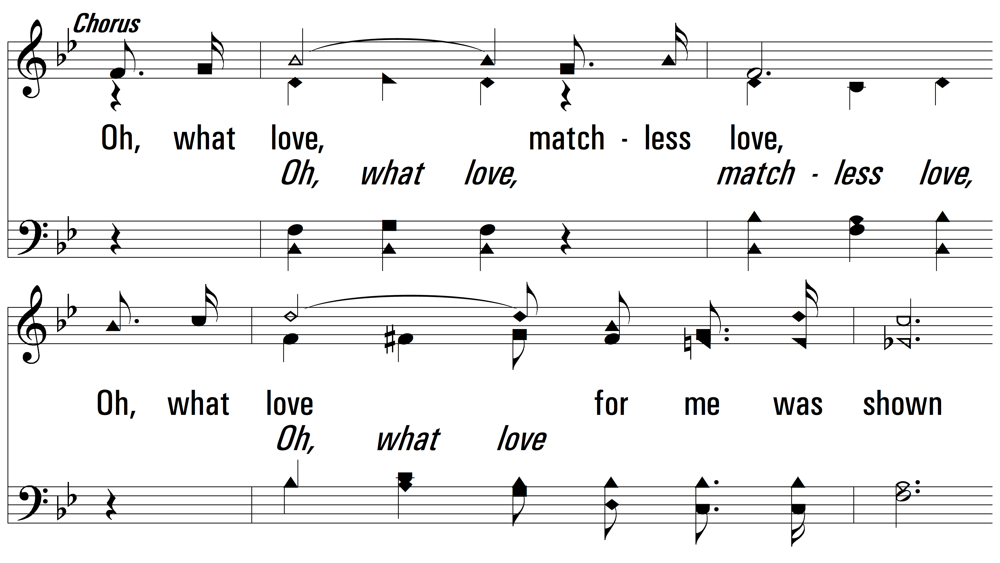 Chorus
Oh, what love, match - less love,
Oh, what love, match - less love,
Oh, what love for me was shown
Oh, what love